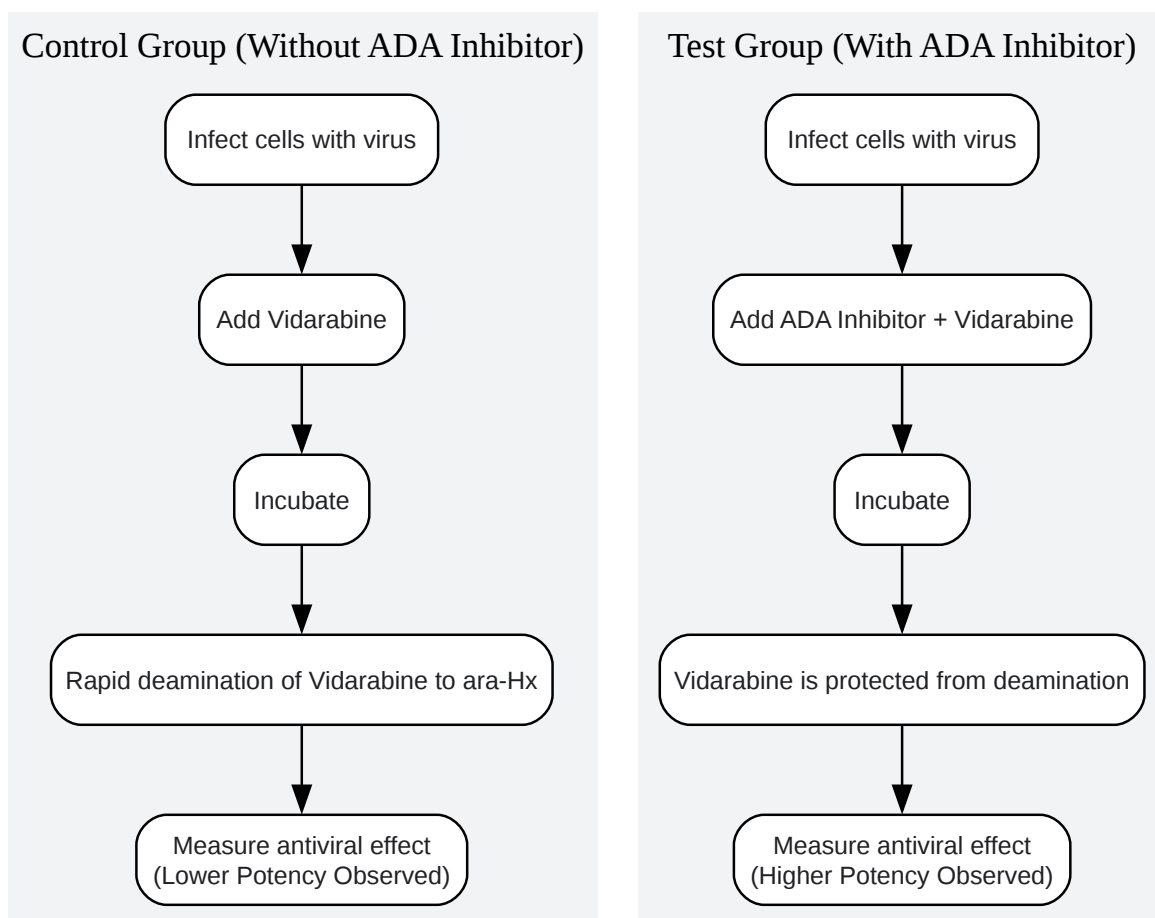 Control Group (Without ADA Inhibitor)
Infect cells with virus
Add Vidarabine
Incubate
Rapid deamination of Vidarabine to ara-Hx
Measure antiviral effect
(Lower Potency Observed)
Test Group (With ADA Inhibitor)
Infect cells with virus
Add ADA Inhibitor + Vidarabine
Incubate
Vidarabine is protected from deamination
Measure antiviral effect
(Higher Potency Observed)